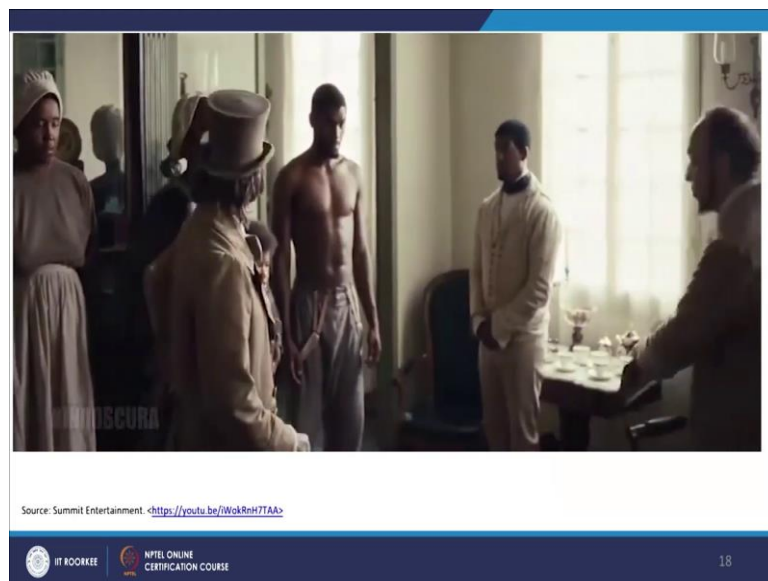 Source: Summit Entertainment. <https://youtu.be/iWokRnH7TAA>
IIT ROORKEE
NPTEL ONLINE
CERTIFICATION COURSE
18